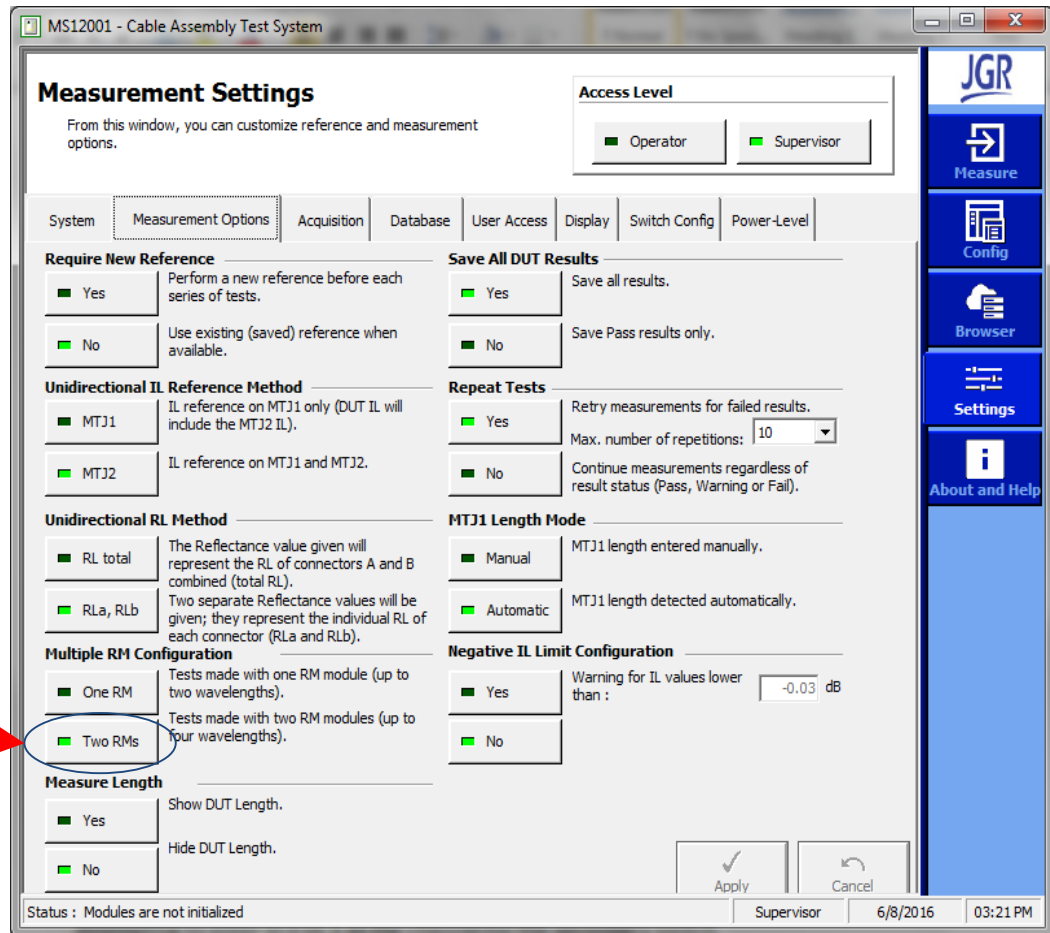 MS12001 - Cable Assembly Test System
JGR
Measurement Settings
From this window, you can customize reference and measurement
options.
Access Level
Operator
Supervisor
Measure
Config
Browser
Settings
About and Help
System
Measurement Options
Acquisition
Database
User Access
Display
Switch Config
Power-Level
Require New Reference
Yes
Perform a new reference before each
series of tests.
No
Use existing (saved) reference when
available.
Unidirectional IL Reference Method
MTJ1
IL reference on MTJ1 only (DUT IL will
include the MTJ2 IL).
MTJ2
IL reference on MTJ1 and MTJ2.
Unidirectional RL Method
RL total
The Reflectance value given will
represent the RL of connectors A and B
combined (total RL).
RLa, RLb
Two separate Reflectance values will be
given; they represent the individual RL of
each connector (RLa and RLb).
Multiple RM Configuration
One RM
Tests made with one RM module (up to
two wavelengths).
Two RMs
Tests made with two RM modules (up to
four wavelengths).
Measure Length
Yes
Show DUT Length.
No
Hide DUT Length.
Save All DUT Results
Yes
Save all results.
No
Save Pass results only.
Repeat Tests
Yes
Retry measurements for failed results.
Max. number of repetitions: 10
No
Continue measurements regardless of
result status (Pass, Warning or Fail).
MTJ1 Length Mode
Manual
MTJ1 length entered manually.
Automatic
MTJ1 length detected automatically.
Negative IL Limit Configuration
Yes
Warning for IL values lower
than : -0.03 dB
No
Apply
Cancel
Status : Modules are not initialized
Supervisor
6/8/2016
03:21 PM